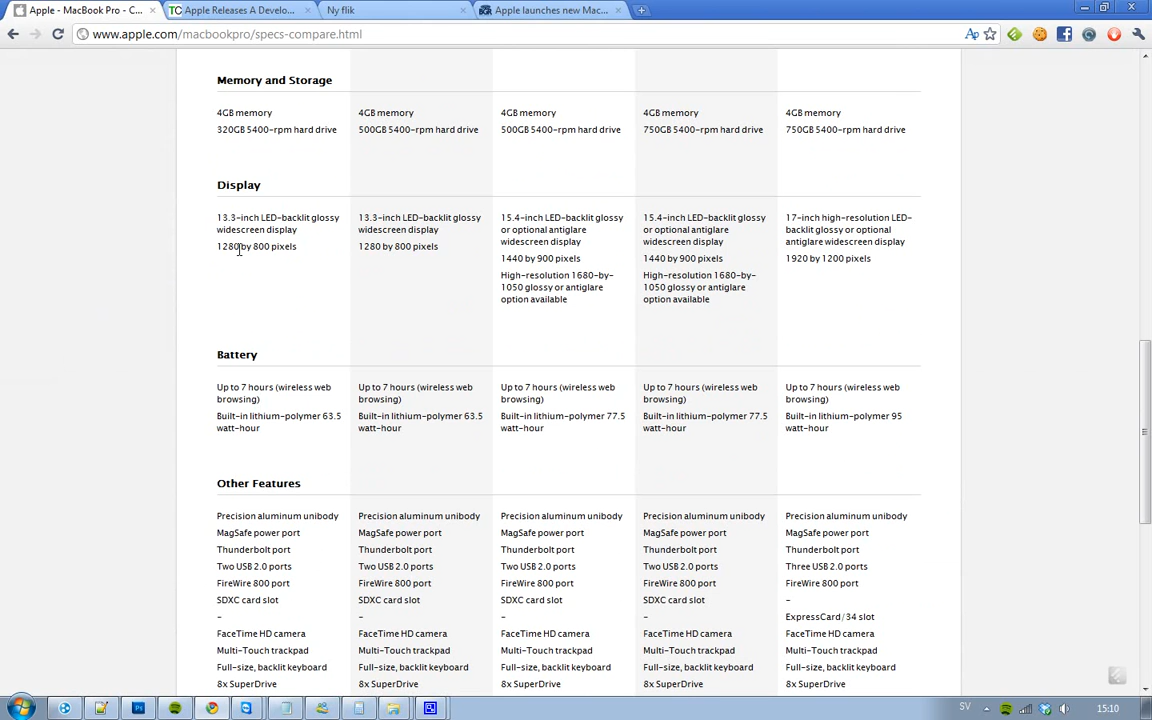 Apple - MacBook Pro - C...
Apple Releases A Develo...
Ny flik
Apple launches new Mac...
www.apple.com/macbookpro/specs-compare.html
Memory and Storage
4GB memory 4GB memory 4GB memory 4GB memory 4GB memory
320GB 5400-rpm hard drive 500GB 5400-rpm hard drive 500GB 5400-rpm hard drive 750GB 5400-rpm hard drive 750GB 5400-rpm hard drive
Display
13.3-inch LED-backlit glossy 13.3-inch LED-backlit glossy 15.4-inch LED-backlit glossy 15.4-inch LED-backlit glossy 17-inch high-resolution LED-
widescreen display widescreen display or optional antiglare or optional antiglare backlit glossy or optional
widescreen display widescreen display antiglare widescreen display
1280 by 800 pixels 1280 by 800 pixels
1440 by 900 pixels 1440 by 900 pixels 1920 by 1200 pixels
High-resolution 1680-by- High-resolution 1680-by-
1050 glossy or antiglare 1050 glossy or antiglare
option available option available
Battery
Up to 7 hours (wireless web Up to 7 hours (wireless web Up to 7 hours (wireless web Up to 7 hours (wireless web Up to 7 hours (wireless web
browsing) browsing) browsing) browsing) browsing)
Built-in lithium-polymer 63.5 Built-in lithium-polymer 63.5 Built-in lithium-polymer 77.5 Built-in lithium-polymer 77.5 Built-in lithium-polymer 95
watt-hour watt-hour watt-hour watt-hour watt-hour
Other Features
Precision aluminum unibody Precision aluminum unibody Precision aluminum unibody Precision aluminum unibody Precision aluminum unibody
MagSafe power port MagSafe power port MagSafe power port MagSafe power port MagSafe power port
Thunderbolt port Thunderbolt port Thunderbolt port Thunderbolt port Thunderbolt port
Two USB 2.0 ports Two USB 2.0 ports Two USB 2.0 ports Two USB 2.0 ports Three USB 2.0 ports
FireWire 800 port FireWire 800 port FireWire 800 port FireWire 800 port FireWire 800 port
SDXC card slot SDXC card slot SDXC card slot SDXC card slot –
– – – – ExpressCard/34 slot
FaceTime HD camera FaceTime HD camera FaceTime HD camera FaceTime HD camera FaceTime HD camera
Multi-Touch trackpad Multi-Touch trackpad Multi-Touch trackpad Multi-Touch trackpad Multi-Touch trackpad
Full-size, backlit keyboard Full-size, backlit keyboard Full-size, backlit keyboard Full-size, backlit keyboard Full-size, backlit keyboard
8x SuperDrive 8x SuperDrive 8x SuperDrive 8x SuperDrive 8x SuperDrive
SV 15:10